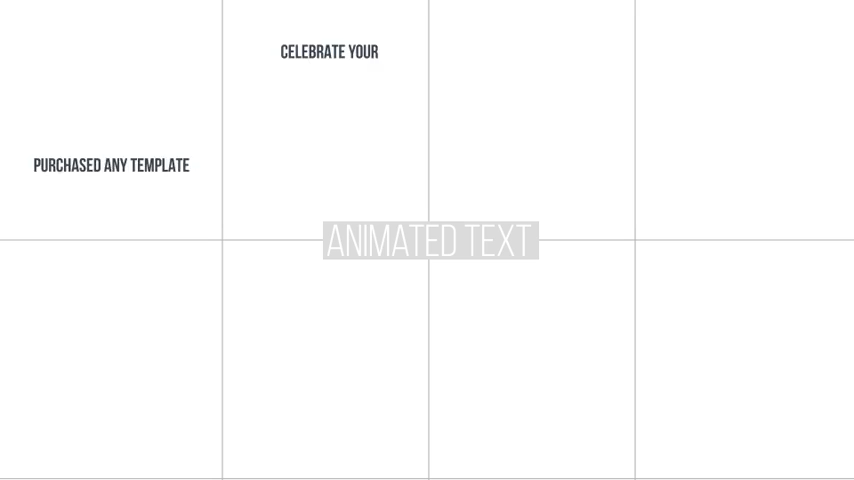 CELEBRATE YOUR
PURCHASED ANY TEMPLATE
ANIMATED TEXT